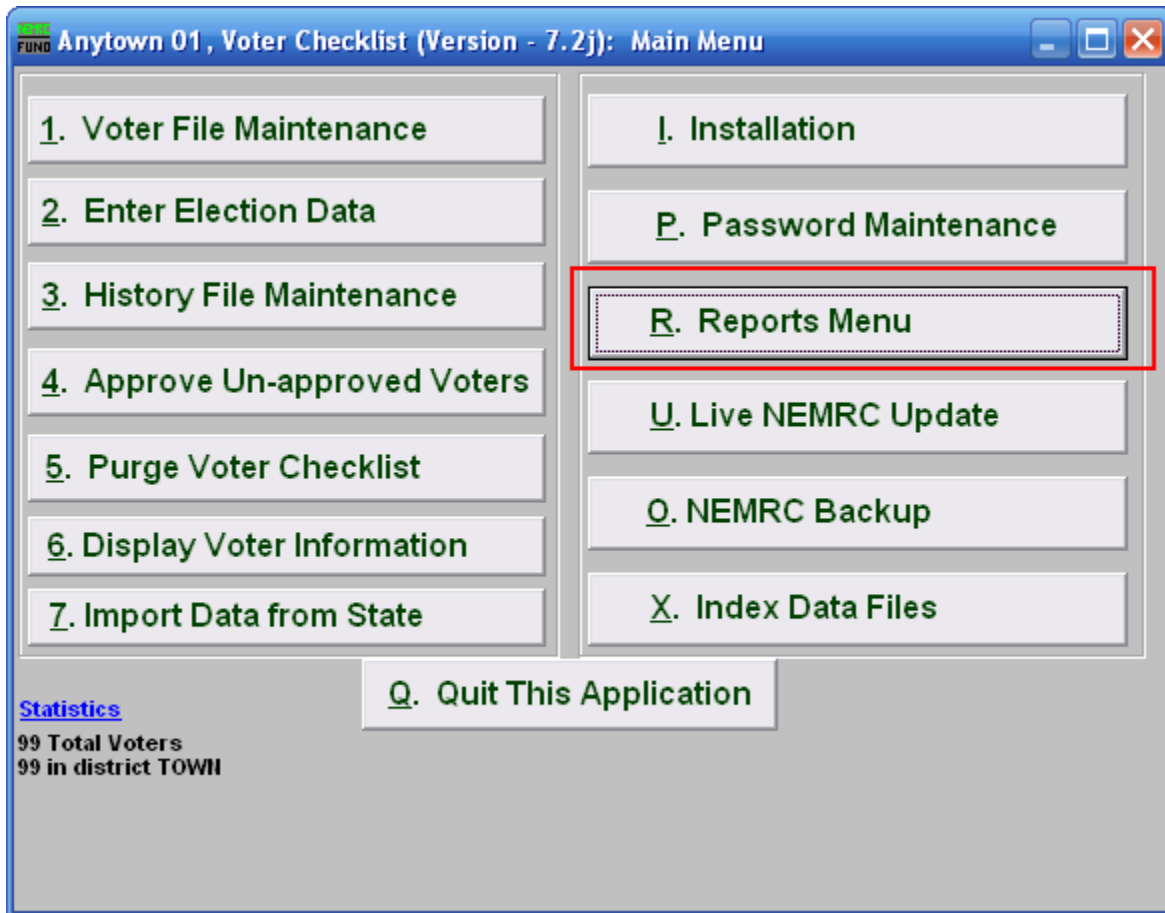 NEMRC
FUND
Anytown 01, Voter Checklist (Version - 7.2j): Main Menu
1. Voter File Maintenance
2. Enter Election Data
3. History File Maintenance
4. Approve Un-approved Voters
5. Purge Voter Checklist
6. Display Voter Information
7. Import Data from State
I. Installation
P. Password Maintenance
R. Reports Menu
U. Live NEMRC Update
O. NEMRC Backup
X. Index Data Files
Q. Quit This Application
Statistics
99 Total Voters
99 in district TOWN